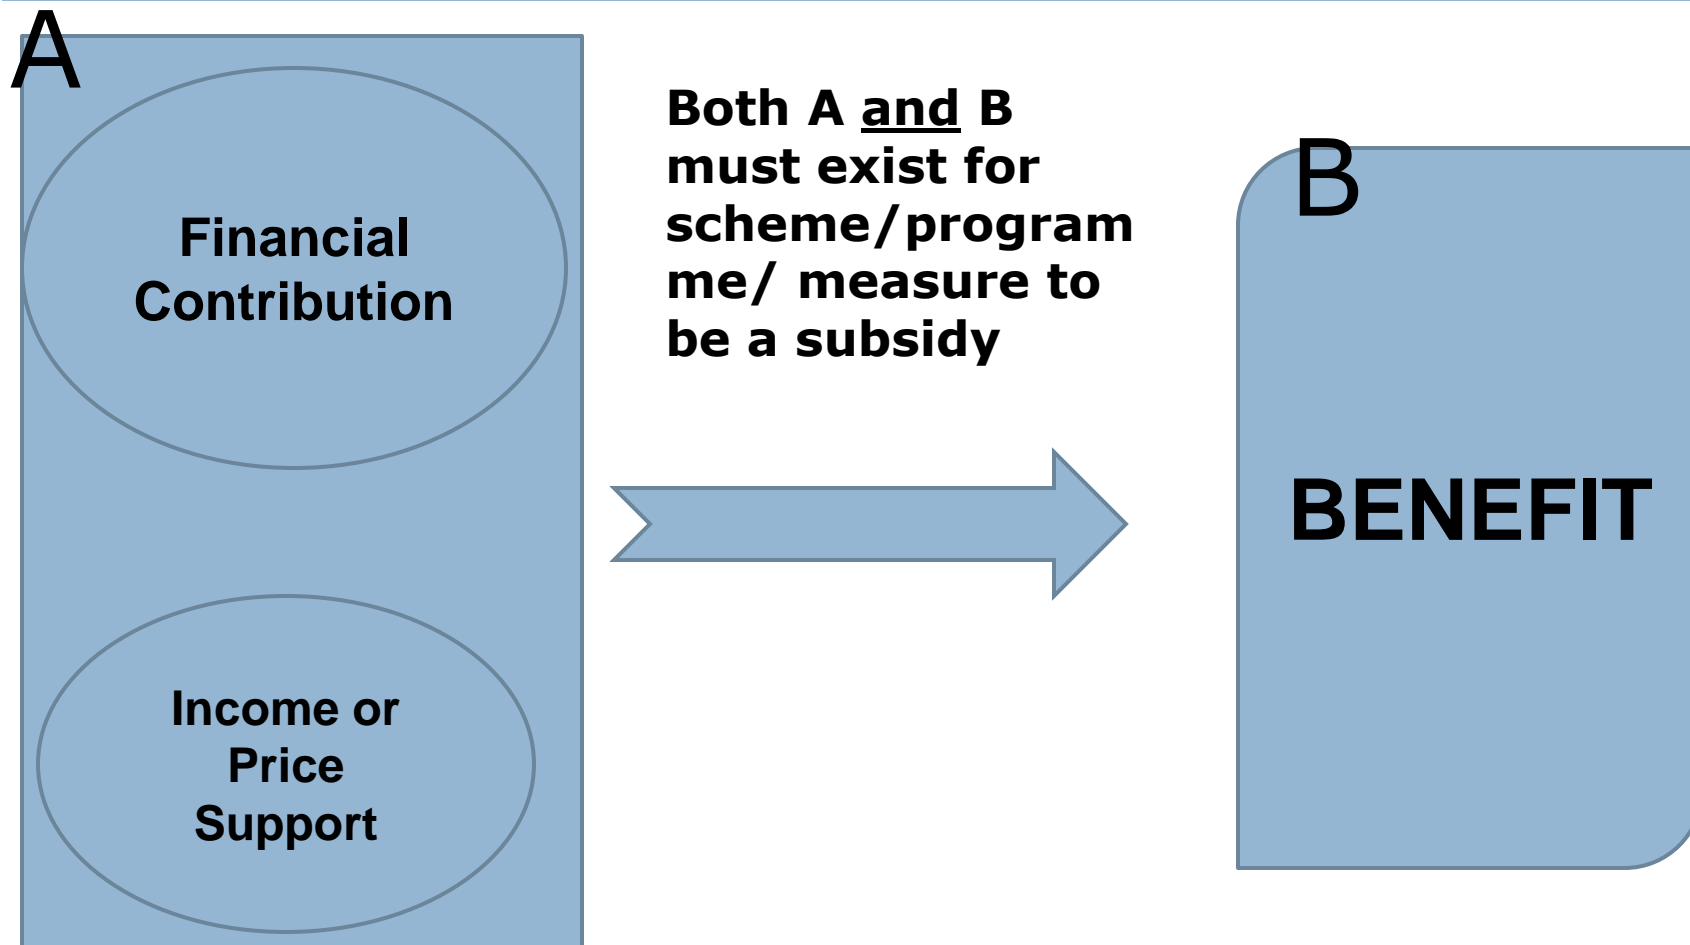 A
Financial
Contribution
Income or
Price
Support
Both A and B
must exist for
scheme/program
me/ measure to
be a subsidy
B
BENEFIT